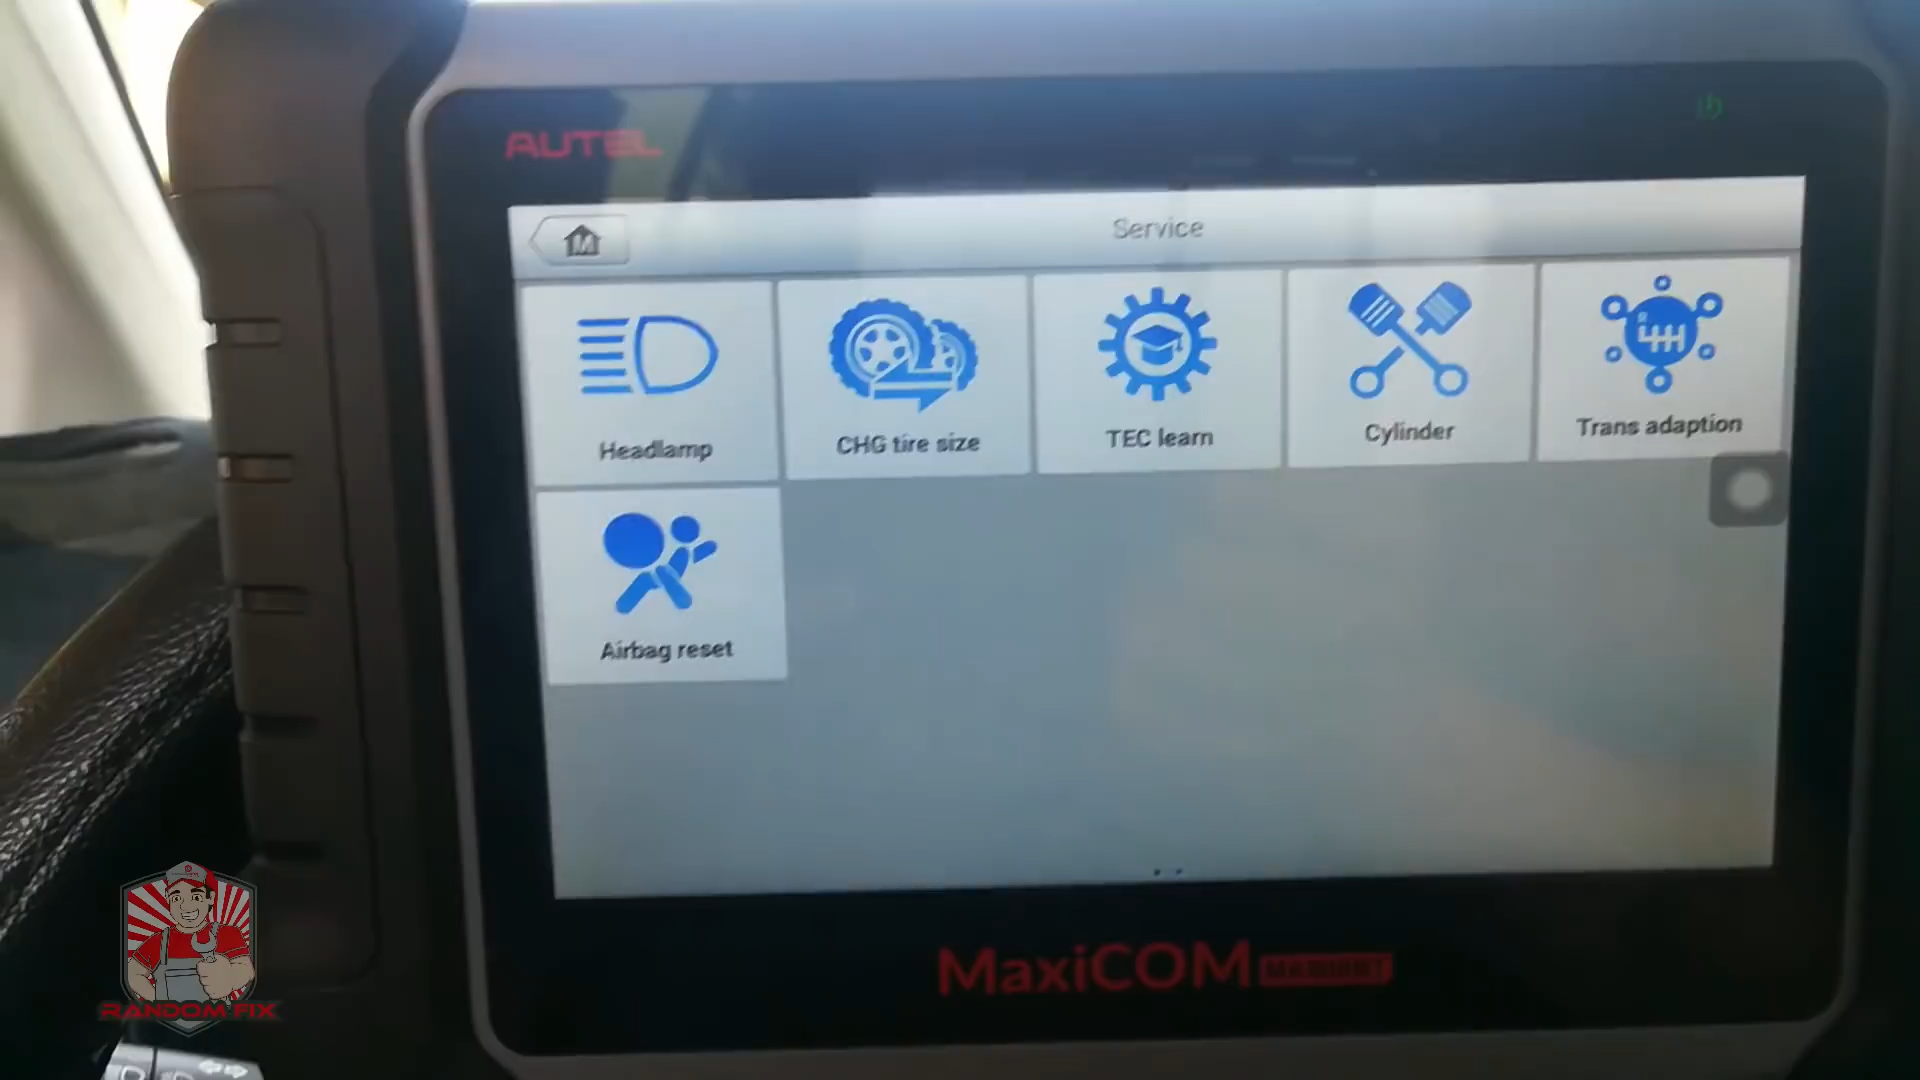 AUTEL
Service
Headlamp
CHG tire size
TEC learn
Cylinder
Trans adaption
Airbag reset
MaxiCOM
RANDOM FIX